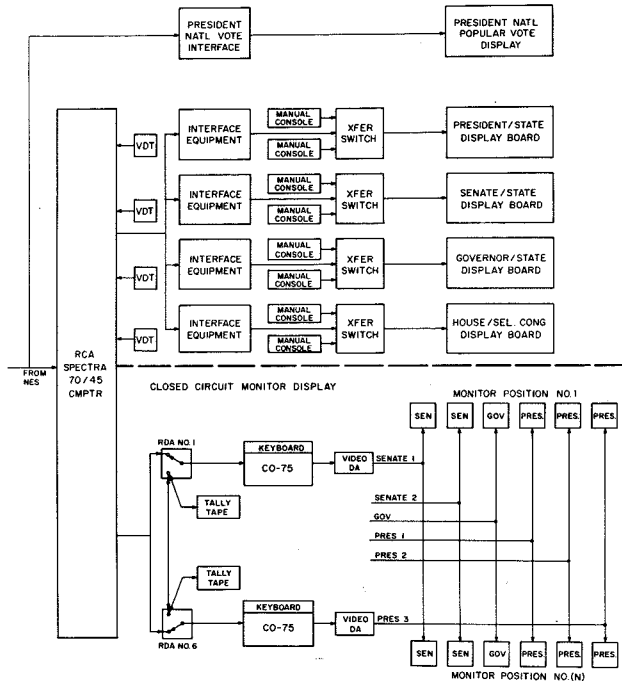 PRESIDENT
NATL VOTE
INTERFACE
PRESIDENT NATL
POPULAR VOTE
DISPLAY
VDT
INTERFACE
EQUIPMENT
MANUAL
CONSOLE
MANUAL
CONSOLE
XFER
SWITCH
PRESIDENT/STATE
DISPLAY BOARD
VDT
INTERFACE
EQUIPMENT
MANUAL
CONSOLE
MANUAL
CONSOLE
XFER
SWITCH
SENATE/STATE
DISPLAY BOARD
VDT
INTERFACE
EQUIPMENT
MANUAL
CONSOLE
MANUAL
CONSOLE
XFER
SWITCH
GOVERNOR/STATE
DISPLAY BOARD
VDT
INTERFACE
EQUIPMENT
MANUAL
CONSOLE
MANUAL
CONSOLE
XFER
SWITCH
HOUSE/SEL. CONG
DISPLAY BOARD
FROM
NES
RCA
SPECTRA
70/45
CMPTR
CLOSED CIRCUIT MONITOR DISPLAY
MONITOR POSITION NO.1
SEN
SEN
GOV
PRES.
PRES.
PRES.
RDA NO.1
KEYBOARD
CO-75
VIDEO
DA
SENATE 1
TALLY
TAPE
SENATE 2
GOV
PRES 1
PRES 2
TALLY
TAPE
RDA NO.6
KEYBOARD
CO-75
VIDEO
DA
PRES 3
SEN
SEN
GOV
PRES.
PRES.
PRES.
MONITOR POSITION NO.(N)